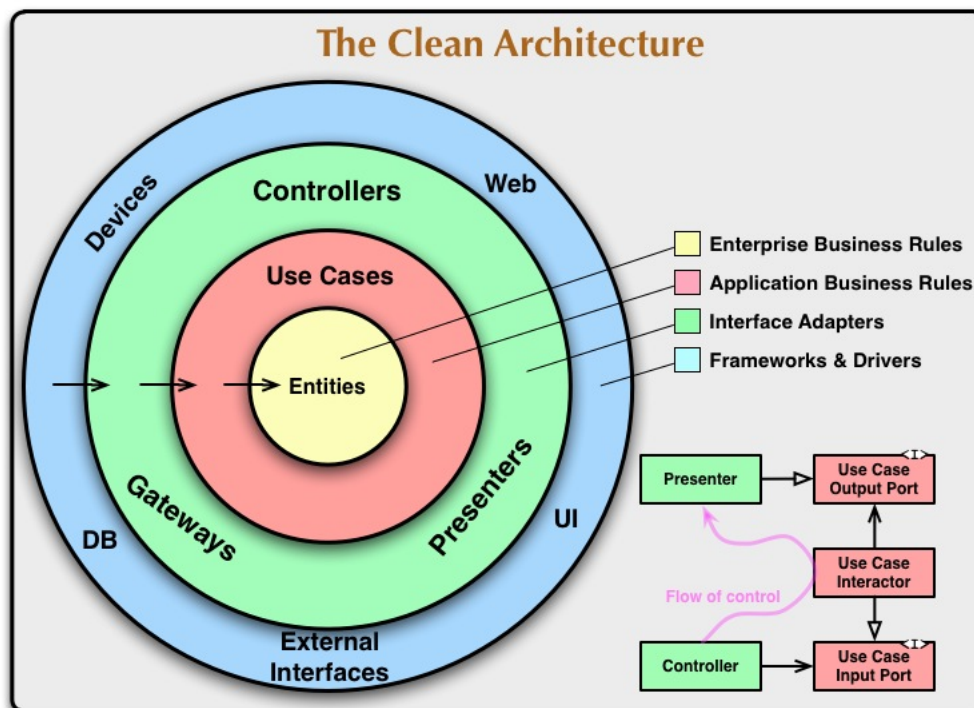 The Clean Architecture
Devices
Web
Controllers
Use Cases
Entities
Gateways
Presenters
DB
UI
External
Interfaces
Enterprise Business Rules
Application Business Rules
Interface Adapters
Frameworks & Drivers
Presenter
<I>
Use Case
Output Port
Use Case
Interactor
Flow of control
Controller
<I>
Use Case
Input Port